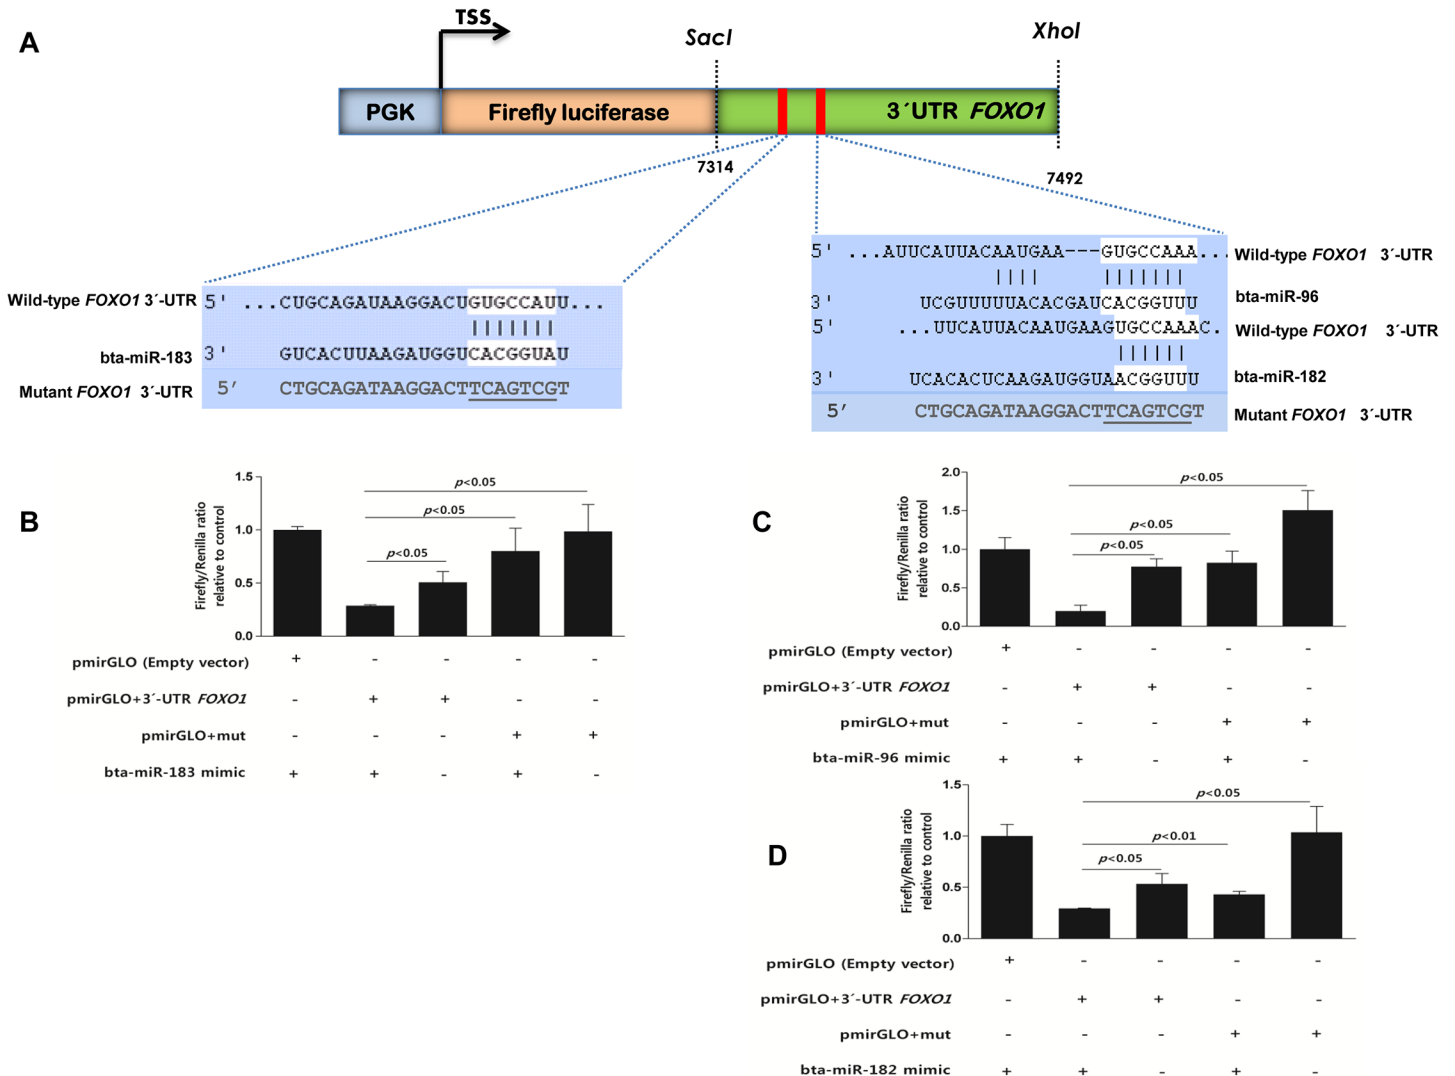 A
TSS
SacI
XhoI
PGK
Firefly luciferase
3´UTR FOXO1
7314
7492
Wild-type FOXO1 3´-UTR
5' ...CUGCAGAUAAGGACUGUGCCAUU...
bta-miR-183
3' GUCACUUAAGAUGGUCACGGUAU
Mutant FOXO1 3´-UTR
5′ CTGCAGATAAGGACTTCAGTCGT
5' ...AUUCAUUACAAUGAA---GUGCCAAA...
Wild-type FOXO1 3´-UTR
3' UCGUUUUUACACGAUCACGGUUU
bta-miR-96
5' ...UUCAUUACAAUGAAGUGCCAAAC.
Wild-type FOXO1 3´-UTR
3' UCACACUCAAGAUGGUAACGGUUU
bta-miR-182
5′ CTGCAGATAAGGACTTCAGTCGT
Mutant FOXO1 3´-UTR
B
Firefly/Renilla ratio
relative to control
1.5
1.0
0.5
0.0
p<0.05
p<0.05
p<0.05
pmirGLO (Empty vector) + - - - -
pmirGLO+3´-UTR FOXO1 - + + - -
pmirGLO+mut - - - + +
bta-miR-183 mimic + + - + -
C
Firefly/Renilla ratio
relative to control
2.0
1.5
1.0
0.5
0.0
p<0.05
p<0.05
p<0.05
pmirGLO (Empty vector) + - - - -
pmirGLO+3´-UTR FOXO1 - + + - -
pmirGLO+mut - - - + +
bta-miR-96 mimic + + - + -
D
Firefly/Renilla ratio
relative to control
1.5
1.0
0.5
0.0
p<0.05
p<0.01
p<0.05
pmirGLO (Empty vector) + - - - -
pmirGLO+3´-UTR FOXO1 - + + - -
pmirGLO+mut - - - + +
bta-miR-182 mimic + + - + -